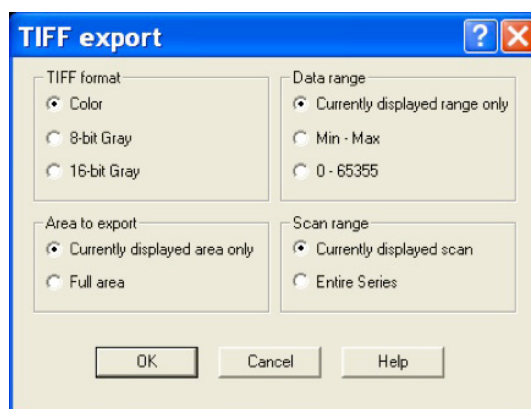 TIFF export
TIFF format
Color
8-bit Gray
16-bit Gray
Data range
Currently displayed range only
Min - Max
0 - 65355
Area to export
Currently displayed area only
Full area
Scan range
Currently displayed scan
Entire Series
OK
Cancel
Help